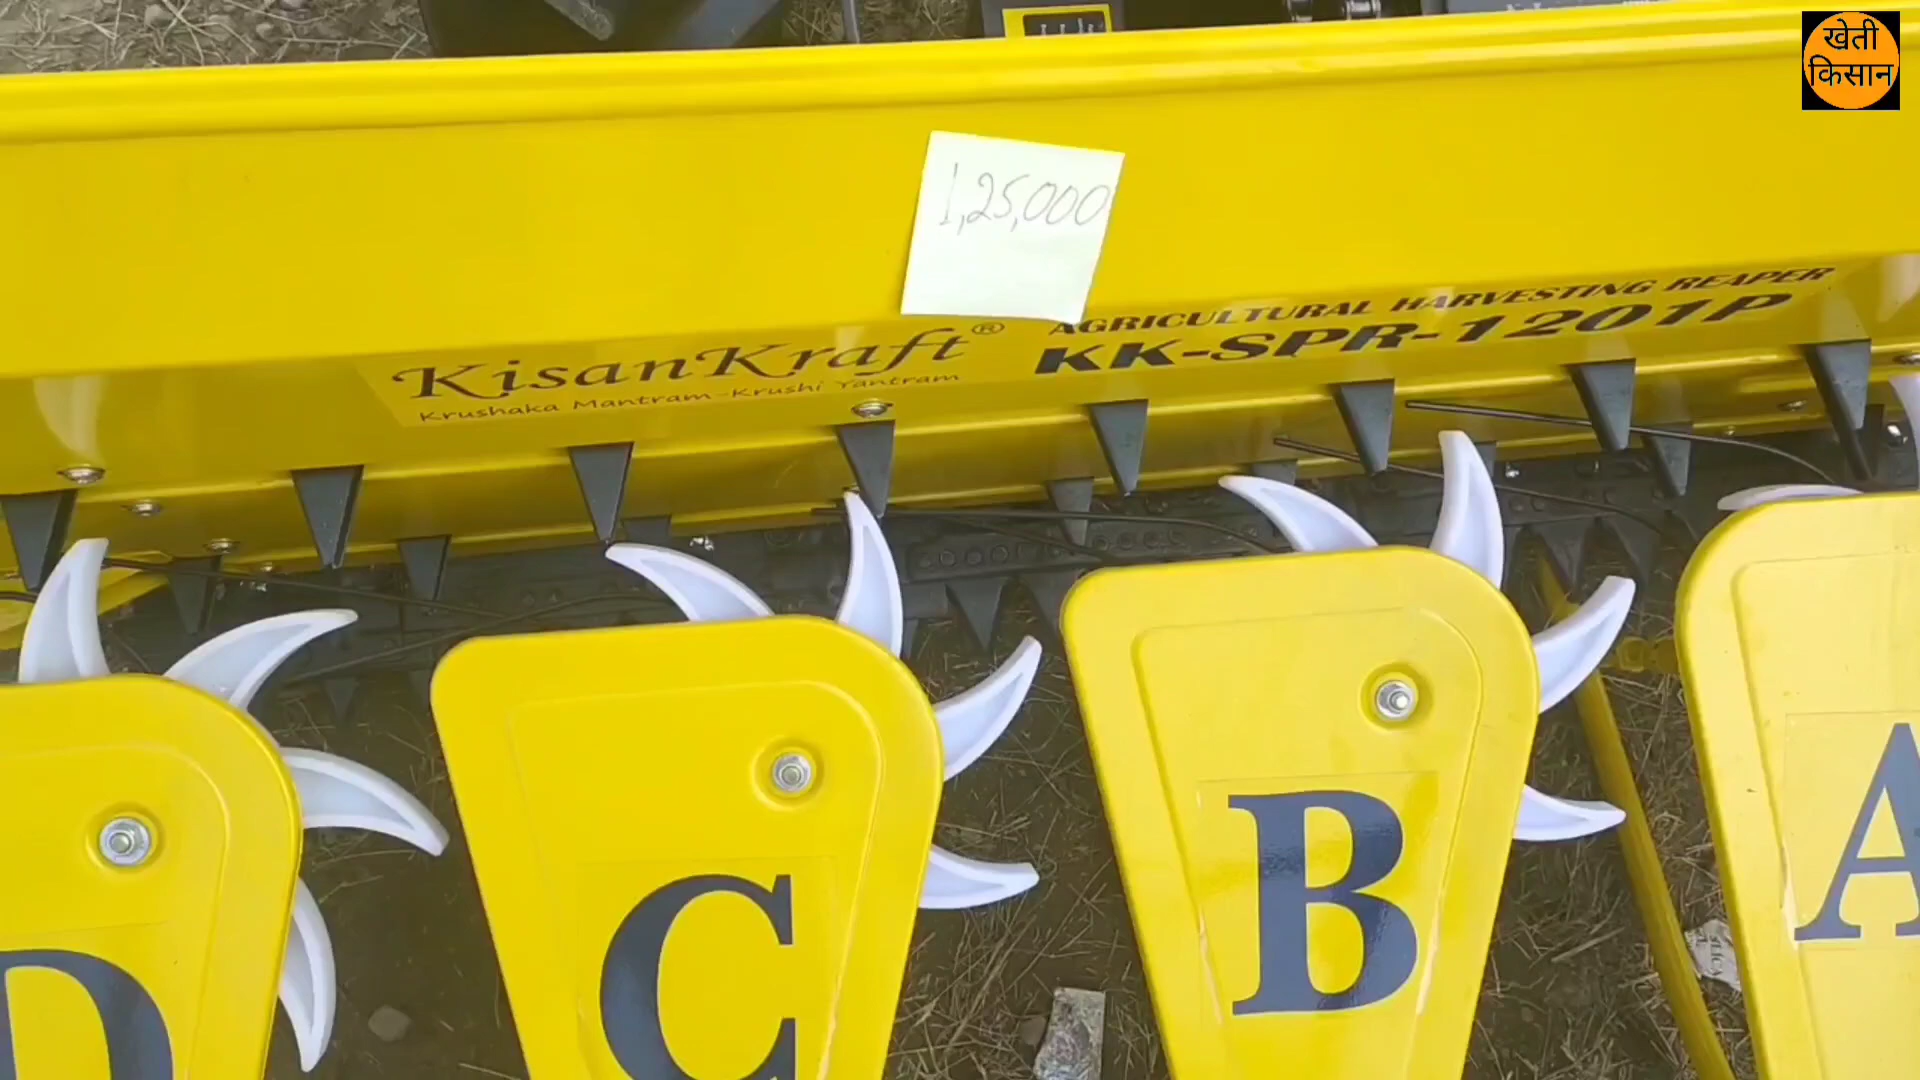 खेती
किसान
1,25,000
KisanKraft®
Krushaka Mantram-Krushi Yantram
AGRICULTURAL HARVESTING REAPER
KK-SPR-1201P
D
C
B
A